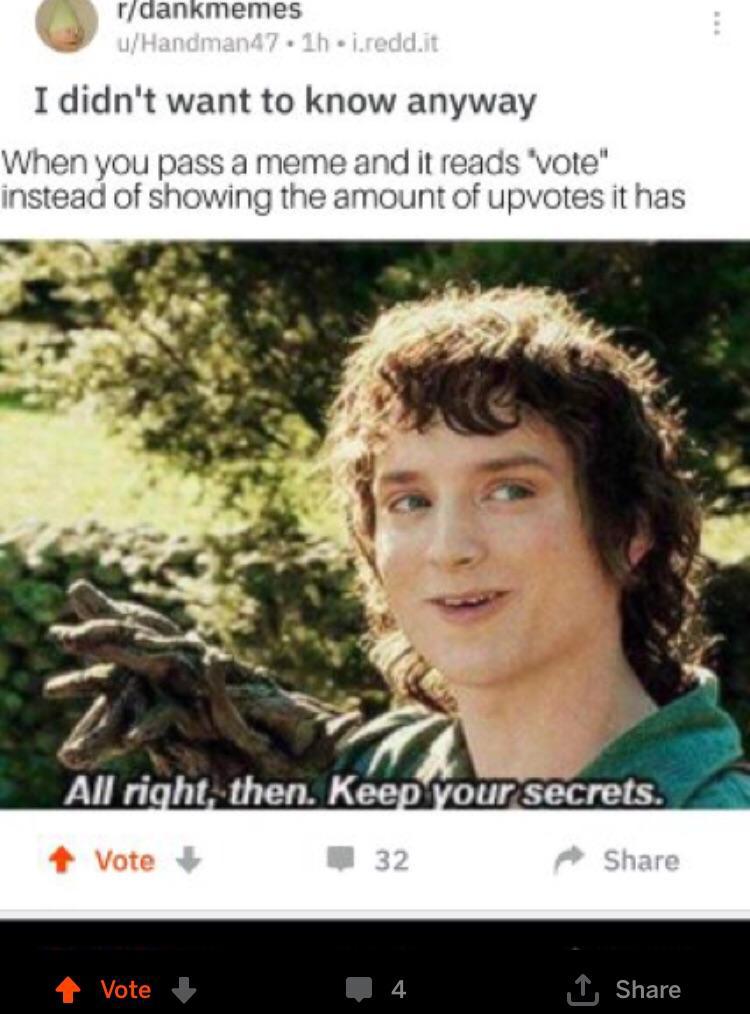 r/dankmemes
u/Handman47 • 1h • i.redd.it
I didn't want to know anyway
When you pass a meme and it reads "vote"
instead of showing the amount of upvotes it has
All right, then. Keep your secrets.
Vote 32 Share
Vote 4 Share